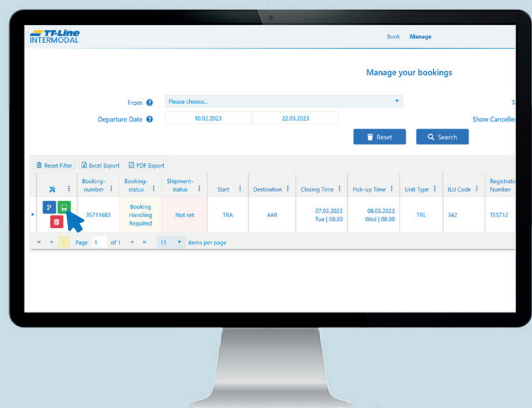 TT-Line
INTERMODAL
Book Manage
Manage your bookings
From Please choose...
Departure Date 10.02.2023 22.03.2023 Show Cancelle
Reset Search
Reset Filter Excel Export PDF Export
Booking-number Booking-status Shipment-status Start Destination Closing Time Pick-up Time Unit Type ILU Code Registratio Number
35711683 Booking Handling Required Not set TRA AAR 07.03.2023 Tue | 08:30 08.03.2023 Wed | 08:30 TRL 342 TEST12
Page 1 of 1 15 items per page